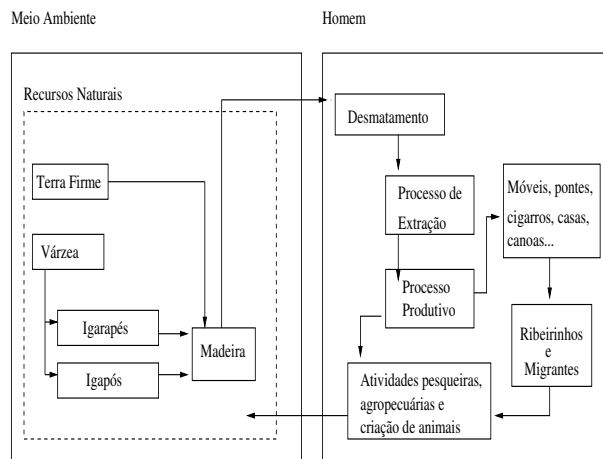 Meio Ambiente
Homem
Recursos Naturais
Terra Firme
Várzea
Igarapés
Igapós
Madeira
Desmatamento
Processo de
Extração
Processo
Produtivo
Móveis, pontes,
cigarros, casas,
canoas...
Ribeirinhos
e
Migrantes
Atividades pesqueiras,
agropecuárias e
criação de animais